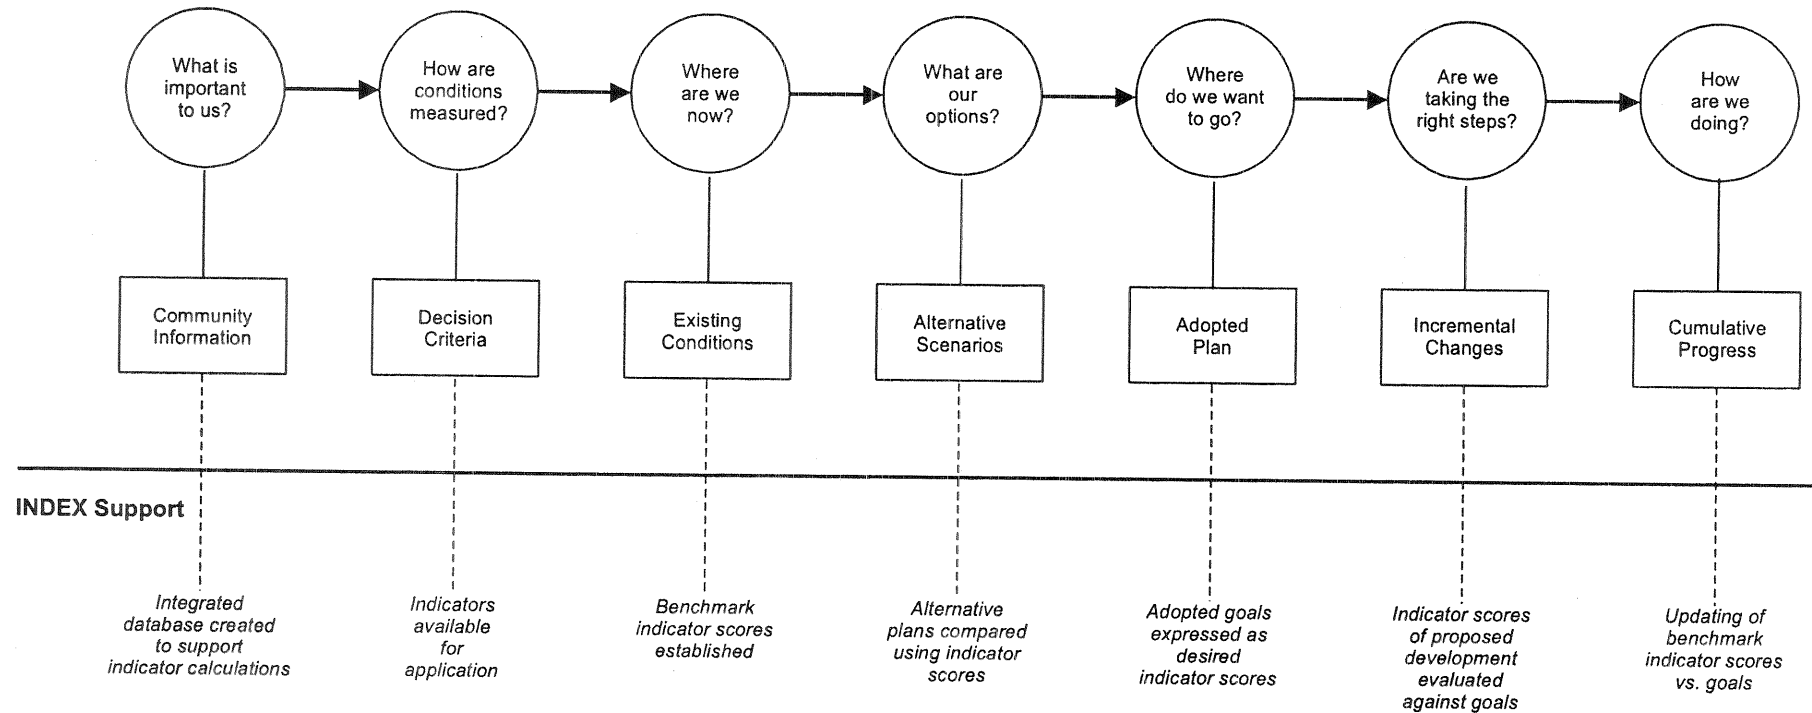 What is
important
to us?
How are
conditions
measured?
Where
are we
now?
What are
our
options?
Where
do we want
to go?
Are we
taking the
right steps?
How
are we
doing?
Community
Information
Decision
Criteria
Existing
Conditions
Alternative
Scenarios
Adopted
Plan
Incremental
Changes
Cumulative
Progress
INDEX Support
Integrated
database created
to support
indicator calculations
Indicators
available
for
application
Benchmark
indicator scores
established
Alternative
plans compared
using indicator
scores
Adopted goals
expressed as
desired
indicator scores
Indicator scores
of proposed
development
evaluated
against goals
Updating of
benchmark
indicator scores
vs. goals